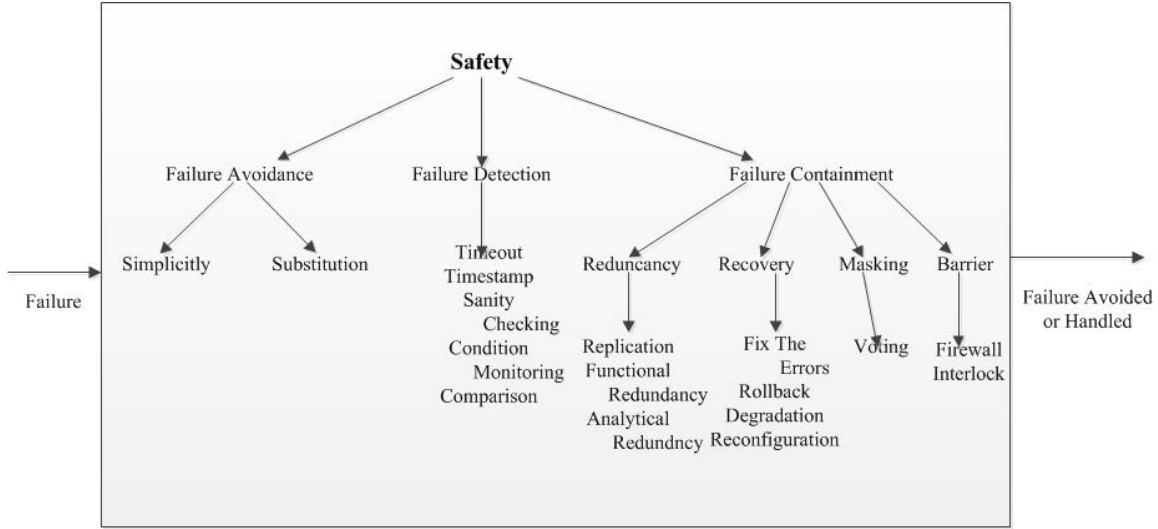 Safety
Failure Avoidance
Failure Detection
Failure Containment
Simplicitly
Substitution
Timeout
Timestamp
Sanity
Checking
Condition
Monitoring
Comparison
Reduncancy
Recovery
Masking
Barrier
Replication
Functional
Redundancy
Analytical
Redundncy
Fix The
Errors
Rollback
Degradation
Reconfiguration
Voting
Firewall
Interlock
Failure
Failure Avoided
or Handled